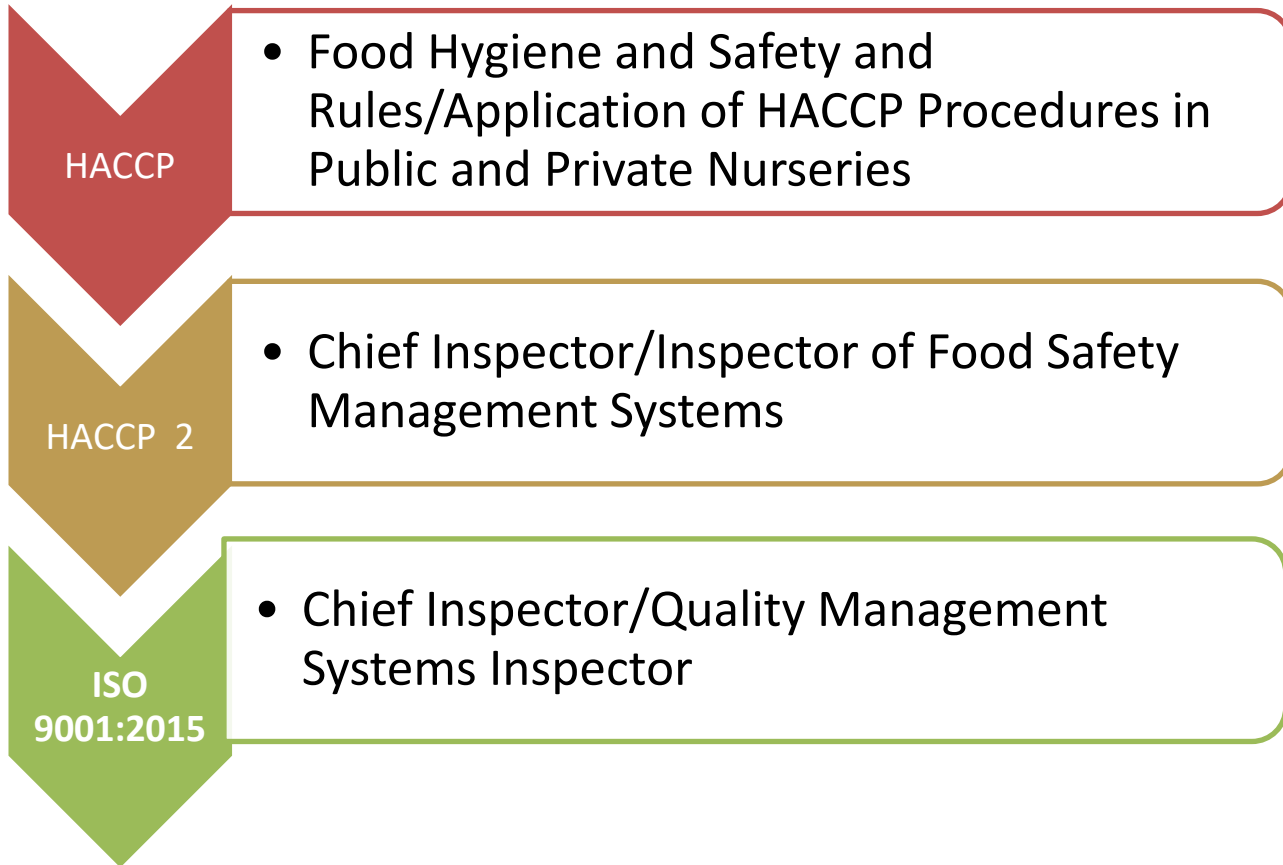 HACCP
• Food Hygiene and Safety and
Rules/Application of HACCP Procedures in
Public and Private Nurseries
HACCP 2
• Chief Inspector/Inspector of Food Safety
Management Systems
ISO
9001:2015
• Chief Inspector/Quality Management
Systems Inspector